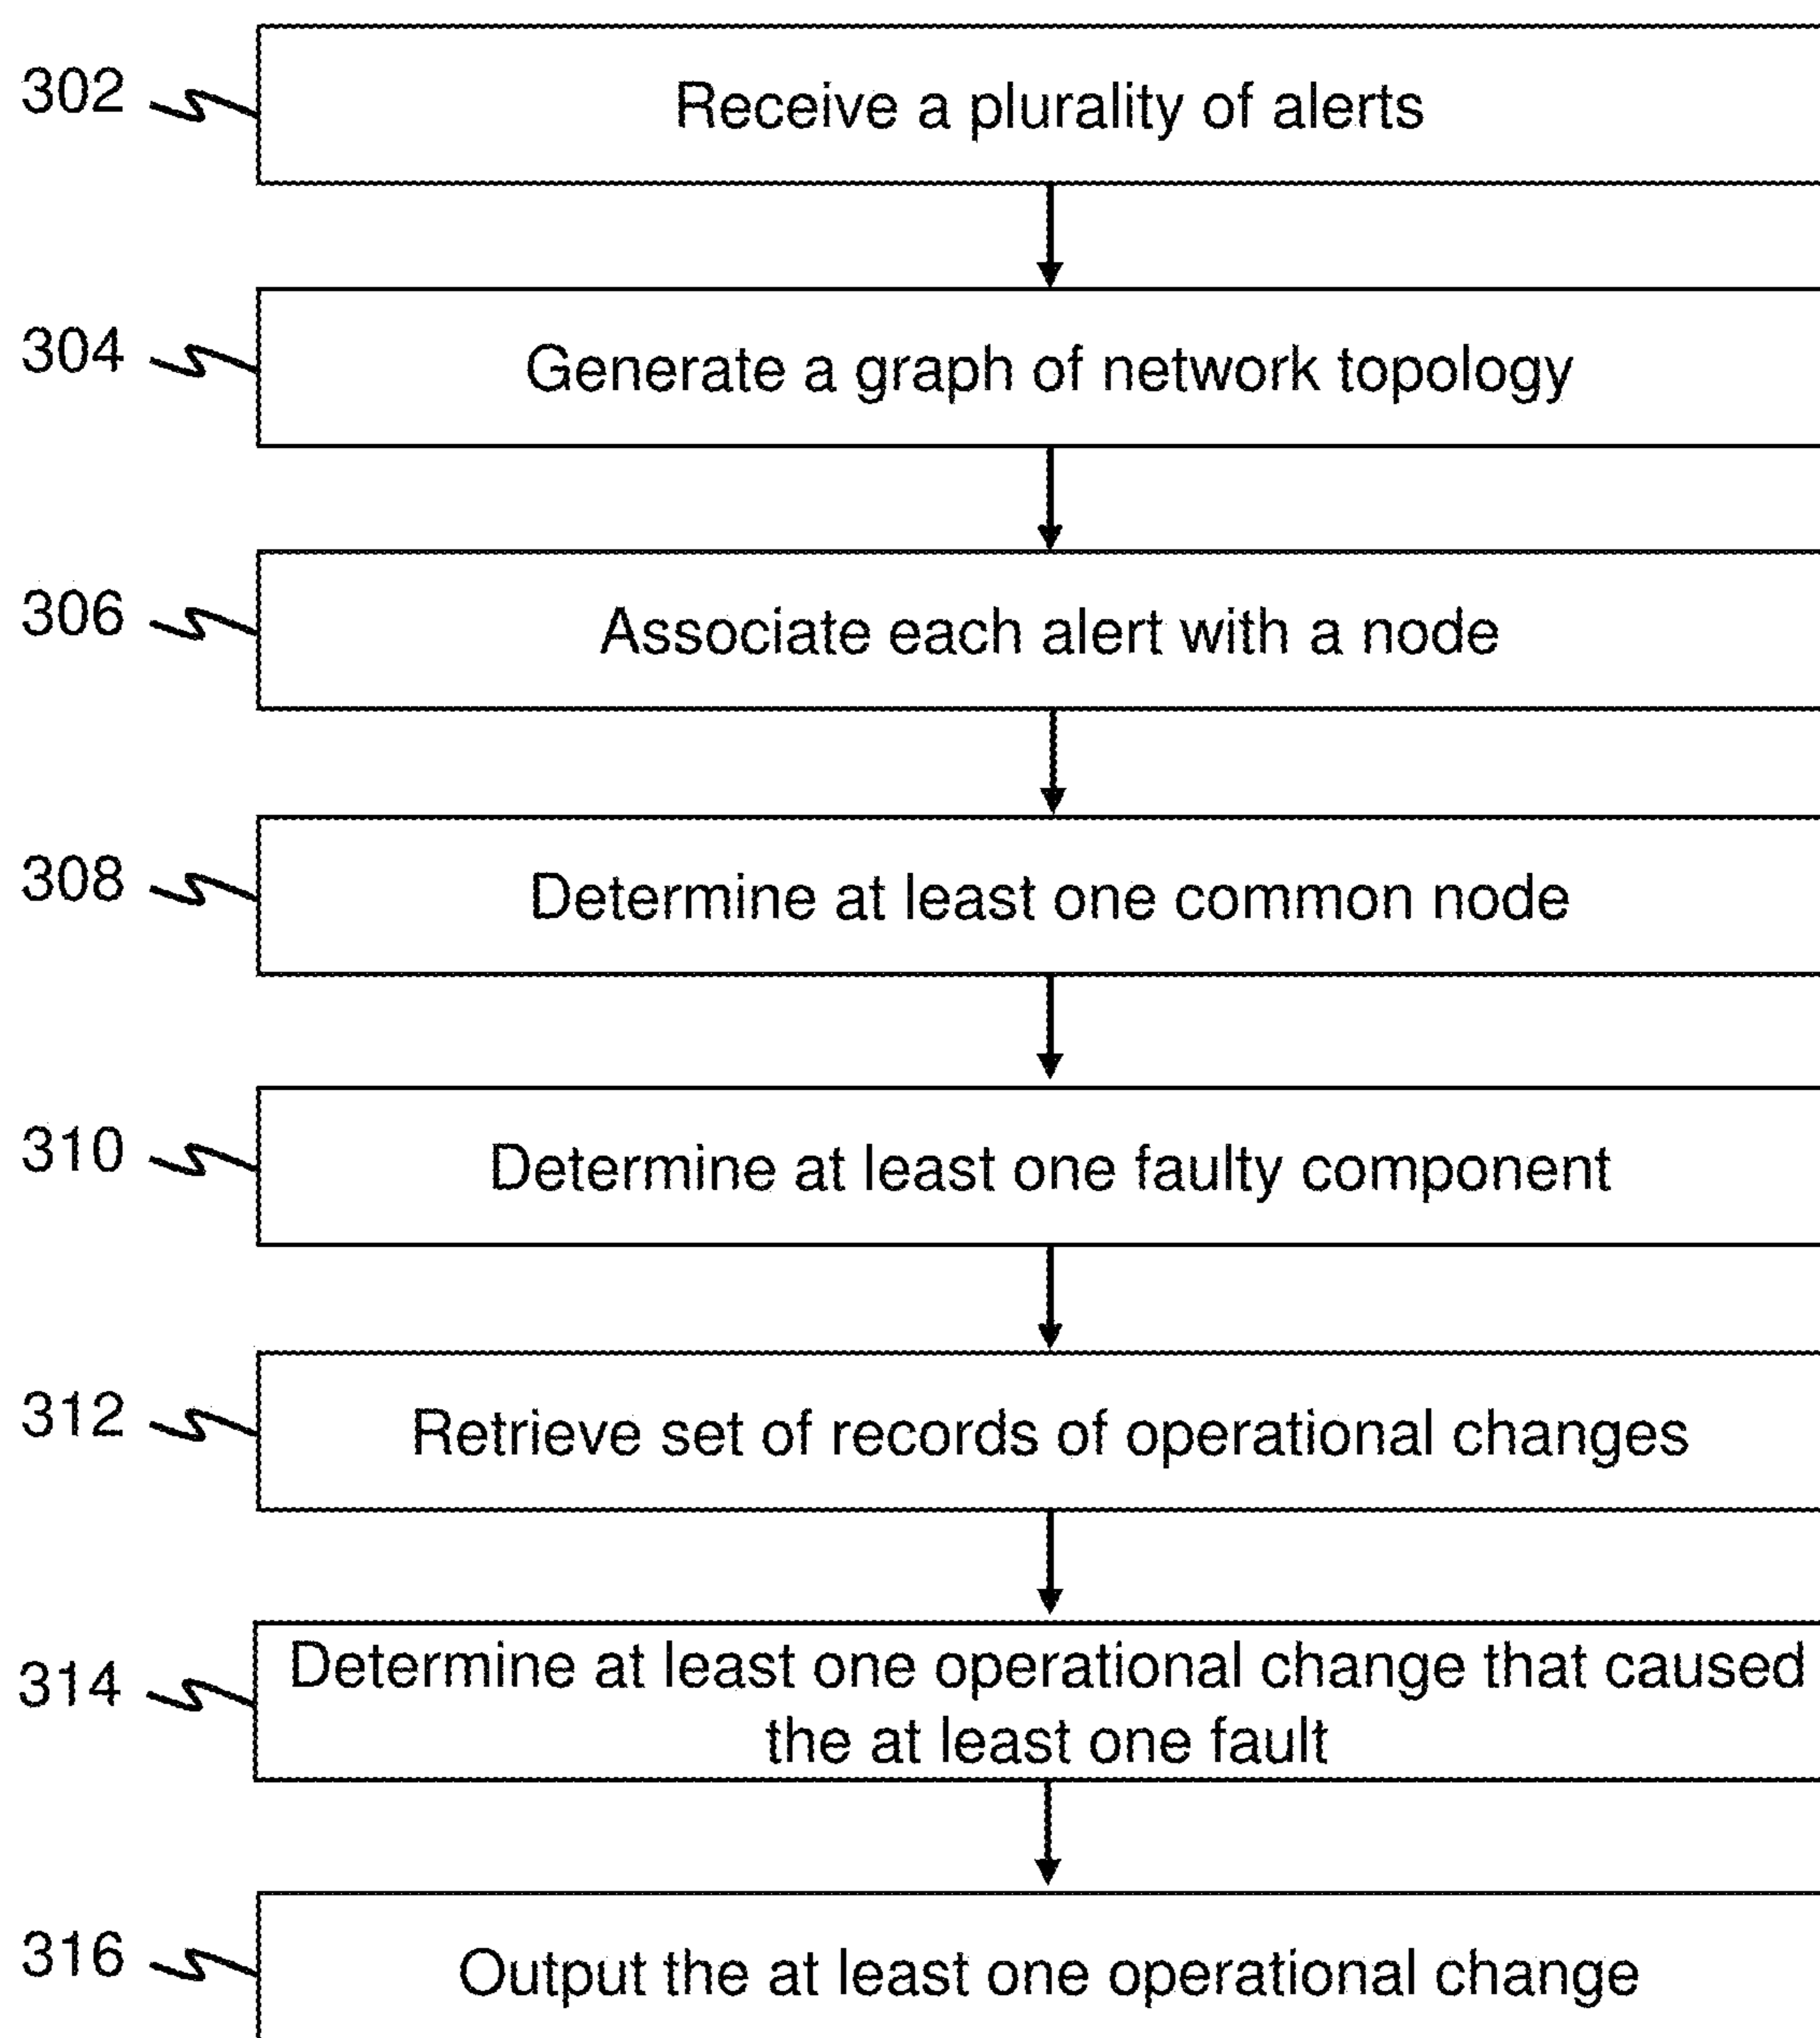 302
Receive a plurality of alerts
304
Generate a graph of network topology
306
Associate each alert with a node
308
Determine at least one common node
310
Determine at least one faulty component
312
Retrieve set of records of operational changes
314
Determine at least one operational change that caused
the at least one fault
316
Output the at least one operational change